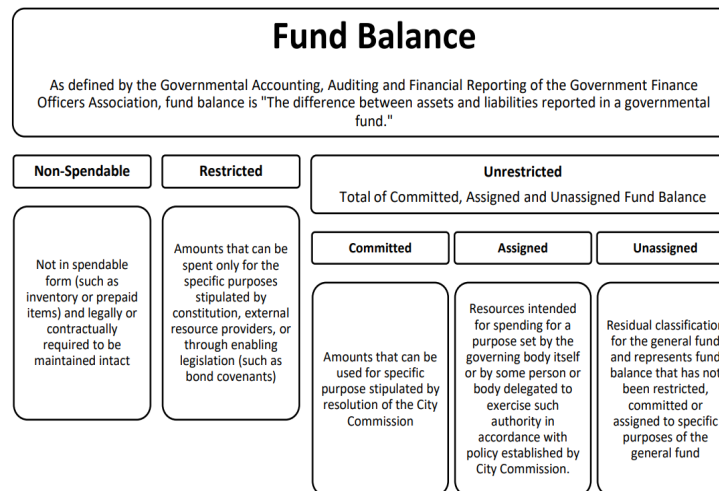 Fund Balance
As defined by the Governmental Accounting, Auditing and Financial Reporting of the Government Finance
Officers Association, fund balance is "The difference between assets and liabilities reported in a governmental
fund."
Non-Spendable
Restricted
Unrestricted
Total of Committed, Assigned and Unassigned Fund Balance
Not in spendable
form (such as
inventory or prepaid
items) and legally or
contractually
required to be
maintained intact
Amounts that can be
spent only for the
specific purposes
stipulated by
constitution, external
resource providers, or
through enabling
legislation (such as
bond covenants)
Committed
Assigned
Unassigned
Amounts that can be
used for specific
purpose stipulated by
resolution of the City
Commission
Resources intended
for spending for a
purpose set by the
governing body itself
or by some person or
body delegated to
exercise such
authority in
accordance with
policy established by
City Commission.
Residual classification
for the general fund
and represents fund
balance that has not
been restricted,
committed or
assigned to specific
purposes of the
general fund